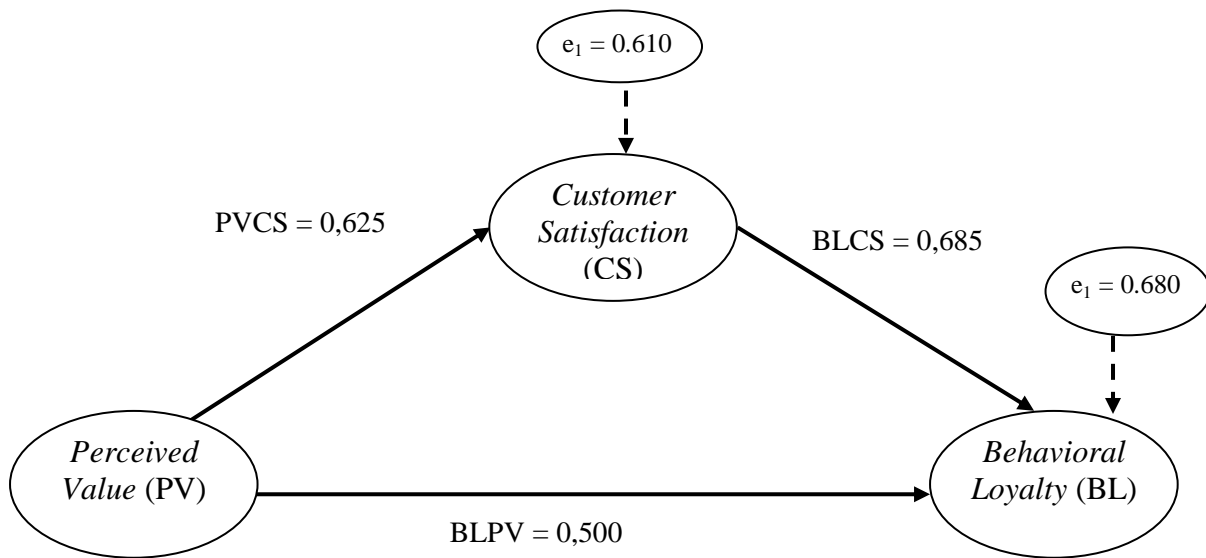 e₁ = 0.610
Customer
Satisfaction
(CS)
PVCS = 0,625
BLCS = 0,685
e₁ = 0.680
Perceived
Value (PV)
Behavioral
Loyalty (BL)
BLPV = 0,500